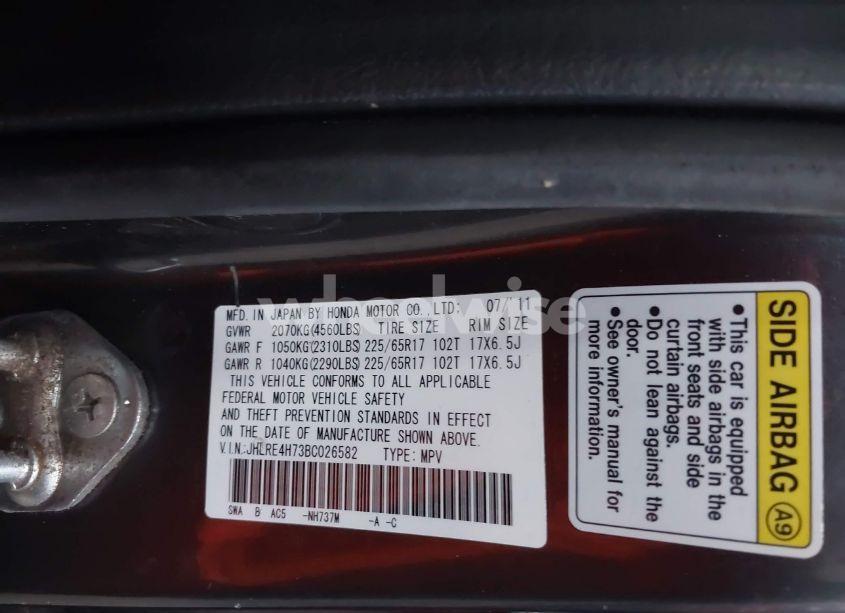 MFD. IN JAPAN BY HONDA MOTOR CO.,LTD: 07/'11
GVWR 2070KG(4560LBS) TIRE SIZE RIM SIZE
GAWR F 1050KG(2310LBS) 225/65R17 102T 17X6.5J
GAWR R 1040KG(2290LBS) 225/65R17 102T 17X6.5J
THIS VEHICLE CONFORMS TO ALL APPLICABLE
FEDERAL MOTOR VEHICLE SAFETY
AND THEFT PREVENTION STANDARDS IN EFFECT
ON THE DATE OF MANUFACTURE SHOWN ABOVE.
V.I.N:JHLRE4H73BC026582 TYPE: MPV
SWA B AC5 -NH737M -A -C
SIDE AIRBAG A9
•This car is equipped
with side airbags in the
front seats and side
curtain airbags.
•Do not lean against the
door.
•See owner's manual for
more information.
wheelwise